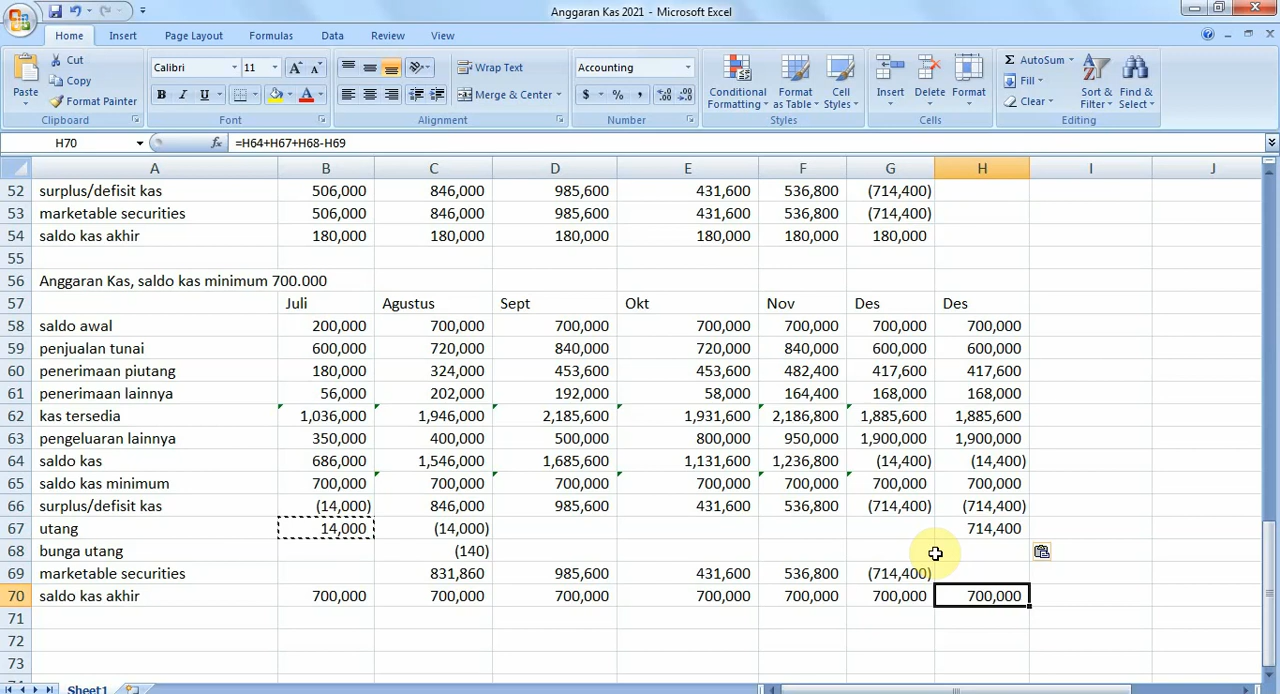 Anggaran Kas 2021 - Microsoft Excel
Home Insert Page Layout Formulas Data Review View
Paste Cut Copy Format Painter Clipboard
Calibri 11 A A B I U A Font
Wrap Text Merge & Center Alignment
Accounting $ % , Number
Conditional Formatting Format as Table Cell Styles Styles
Insert Delete Format Cells
Σ AutoSum Fill Clear Sort & Filter Find & Select Editing
H70 fx =H64+H67+H68-H69
A B C D E F G H I J
52 surplus/defisit kas 506,000 846,000 985,600 431,600 536,800 (714,400)
53 marketable securities 506,000 846,000 985,600 431,600 536,800 (714,400)
54 saldo kas akhir 180,000 180,000 180,000 180,000 180,000 180,000
55
56 Anggaran Kas, saldo kas minimum 700.000
57 Juli Agustus Sept Okt Nov Des Des
58 saldo awal 200,000 700,000 700,000 700,000 700,000 700,000 700,000
59 penjualan tunai 600,000 720,000 840,000 720,000 840,000 600,000 600,000
60 penerimaan piutang 180,000 324,000 453,600 453,600 482,400 417,600 417,600
61 penerimaan lainnya 56,000 202,000 192,000 58,000 164,400 168,000 168,000
62 kas tersedia 1,036,000 1,946,000 2,185,600 1,931,600 2,186,800 1,885,600 1,885,600
63 pengeluaran lainnya 350,000 400,000 500,000 800,000 950,000 1,900,000 1,900,000
64 saldo kas 686,000 1,546,000 1,685,600 1,131,600 1,236,800 (14,400) (14,400)
65 saldo kas minimum 700,000 700,000 700,000 700,000 700,000 700,000 700,000
66 surplus/defisit kas (14,000) 846,000 985,600 431,600 536,800 (714,400) (714,400)
67 utang 14,000 (14,000) 714,400
68 bunga utang (140)
69 marketable securities 831,860 985,600 431,600 536,800 (714,400)
70 saldo kas akhir 700,000 700,000 700,000 700,000 700,000 700,000 700,000
71
72
73
Sheet1